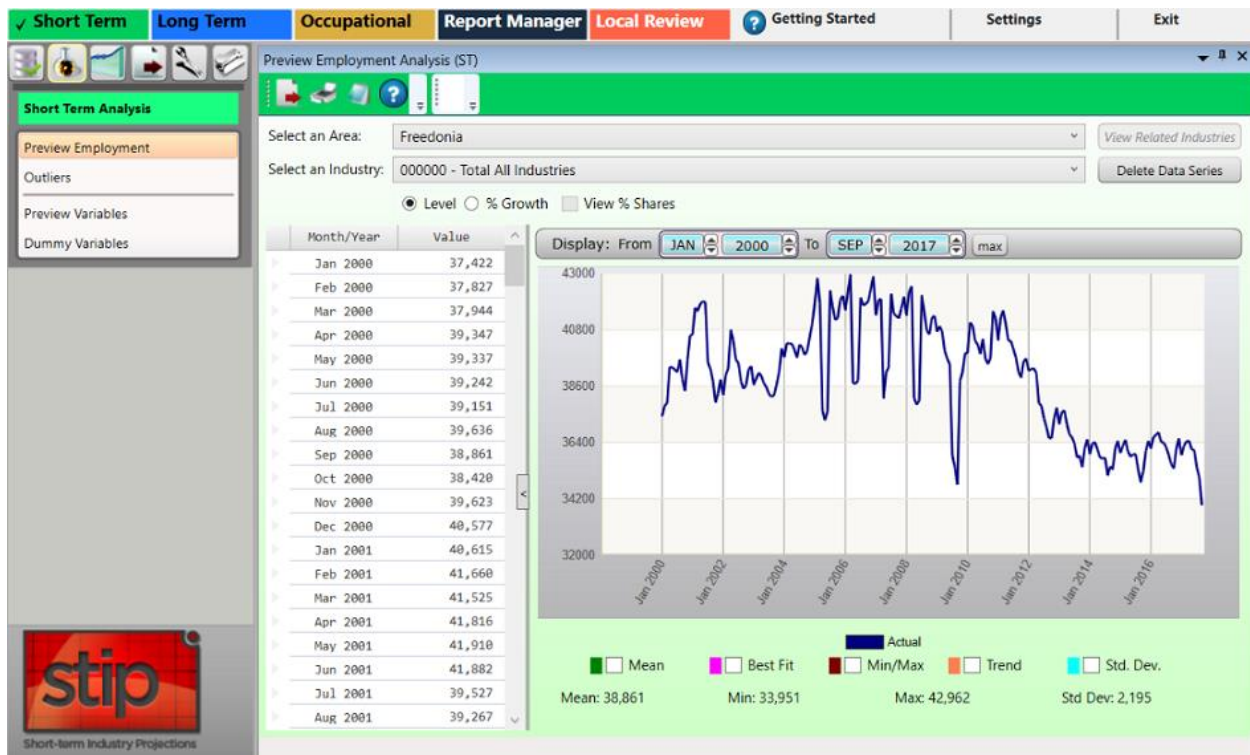 ✓ Short Term Long Term Occupational Report Manager Local Review ? Getting Started Settings Exit
Preview Employment Analysis (ST)
?
Short Term Analysis
Preview Employment
Outliers
Preview Variables
Dummy Variables
Select an Area: Freedonia View Related Industries
Select an Industry: 000000 - Total All Industries Delete Data Series
Level % Growth View % Shares
Month/Year Value
Jan 2000 37,422
Feb 2000 37,827
Mar 2000 37,944
Apr 2000 39,347
May 2000 39,337
Jun 2000 39,242
Jul 2000 39,151
Aug 2000 39,636
Sep 2000 38,861
Oct 2000 38,420
Nov 2000 39,623
Dec 2000 40,577
Jan 2001 40,615
Feb 2001 41,660
Mar 2001 41,525
Apr 2001 41,816
May 2001 41,910
Jun 2001 41,882
Jul 2001 39,527
Aug 2001 39,267
<
Display: From JAN 2000 To SEP 2017 max
43000
40800
38600
36400
34200
32000
Jan 2000 Jan 2002 Jan 2004 Jan 2006 Jan 2008 Jan 2010 Jan 2012 Jan 2014 Jan 2016
Actual
Mean Best Fit Min/Max Trend Std. Dev.
Mean: 38,861 Min: 33,951 Max: 42,962 Std Dev: 2,195
stip
Short-term Industry Projections